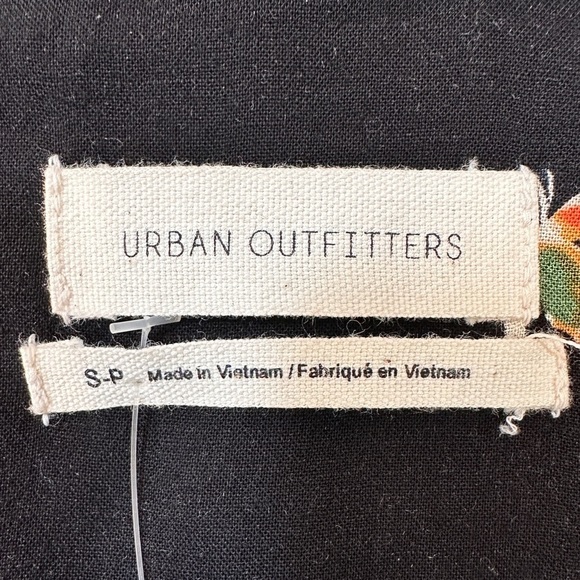 URBAN OUTFITTERS
S-P Made in Vietnam / Fabriqué en Vietnam